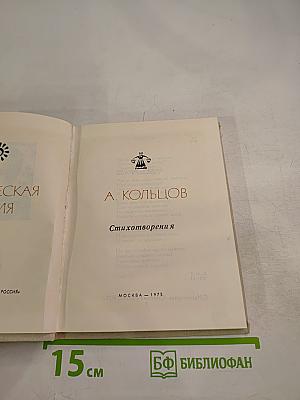 ЕСКАЯ
ИЯ
РОССИЯ»
А. КОЛЬЦОВ
Стихотворения
МОСКВА — 1975
15 см
БФ БИБЛИОФАН